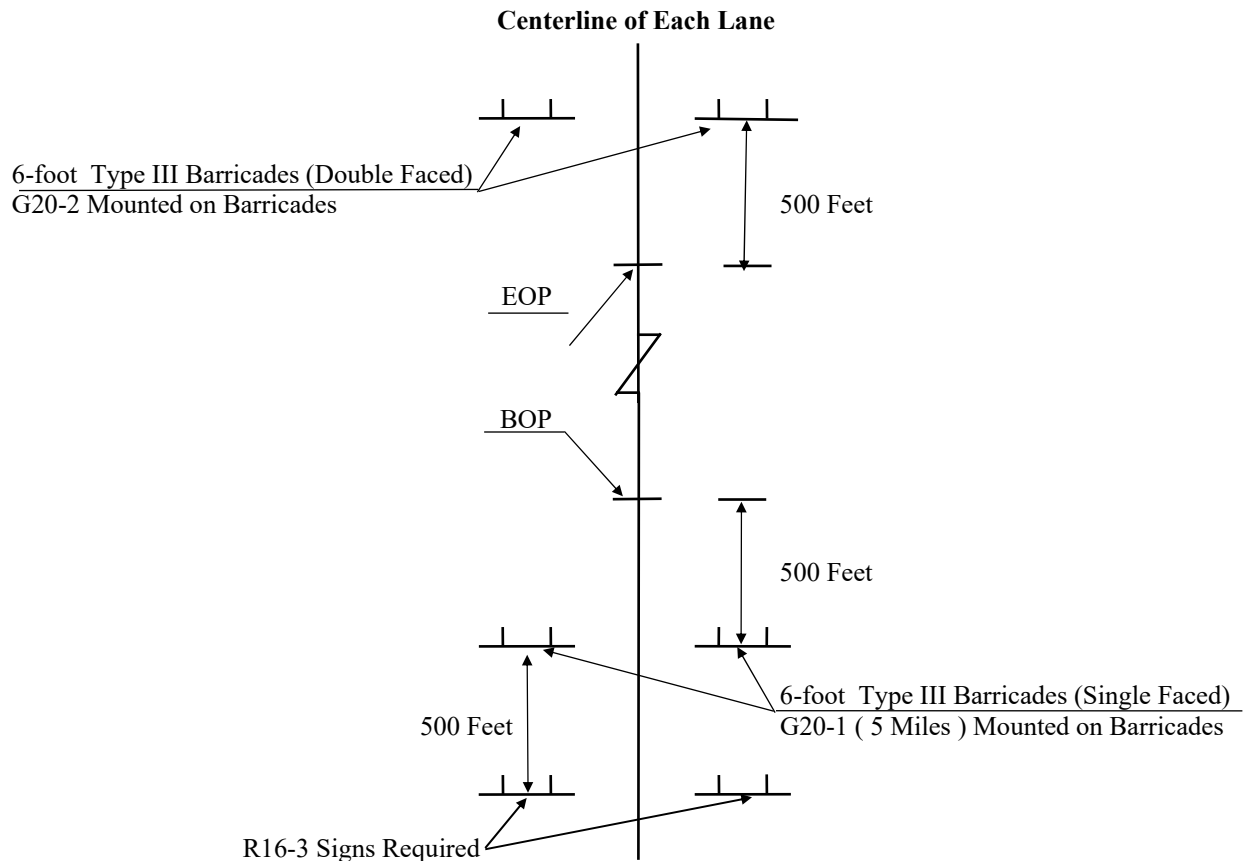 Centerline of Each Lane
6-foot Type III Barricades (Double Faced)
G20-2 Mounted on Barricades
500 Feet
EOP
BOP
500 Feet
6-foot Type III Barricades (Single Faced)
G20-1 ( 5 Miles ) Mounted on Barricades
500 Feet
R16-3 Signs Required